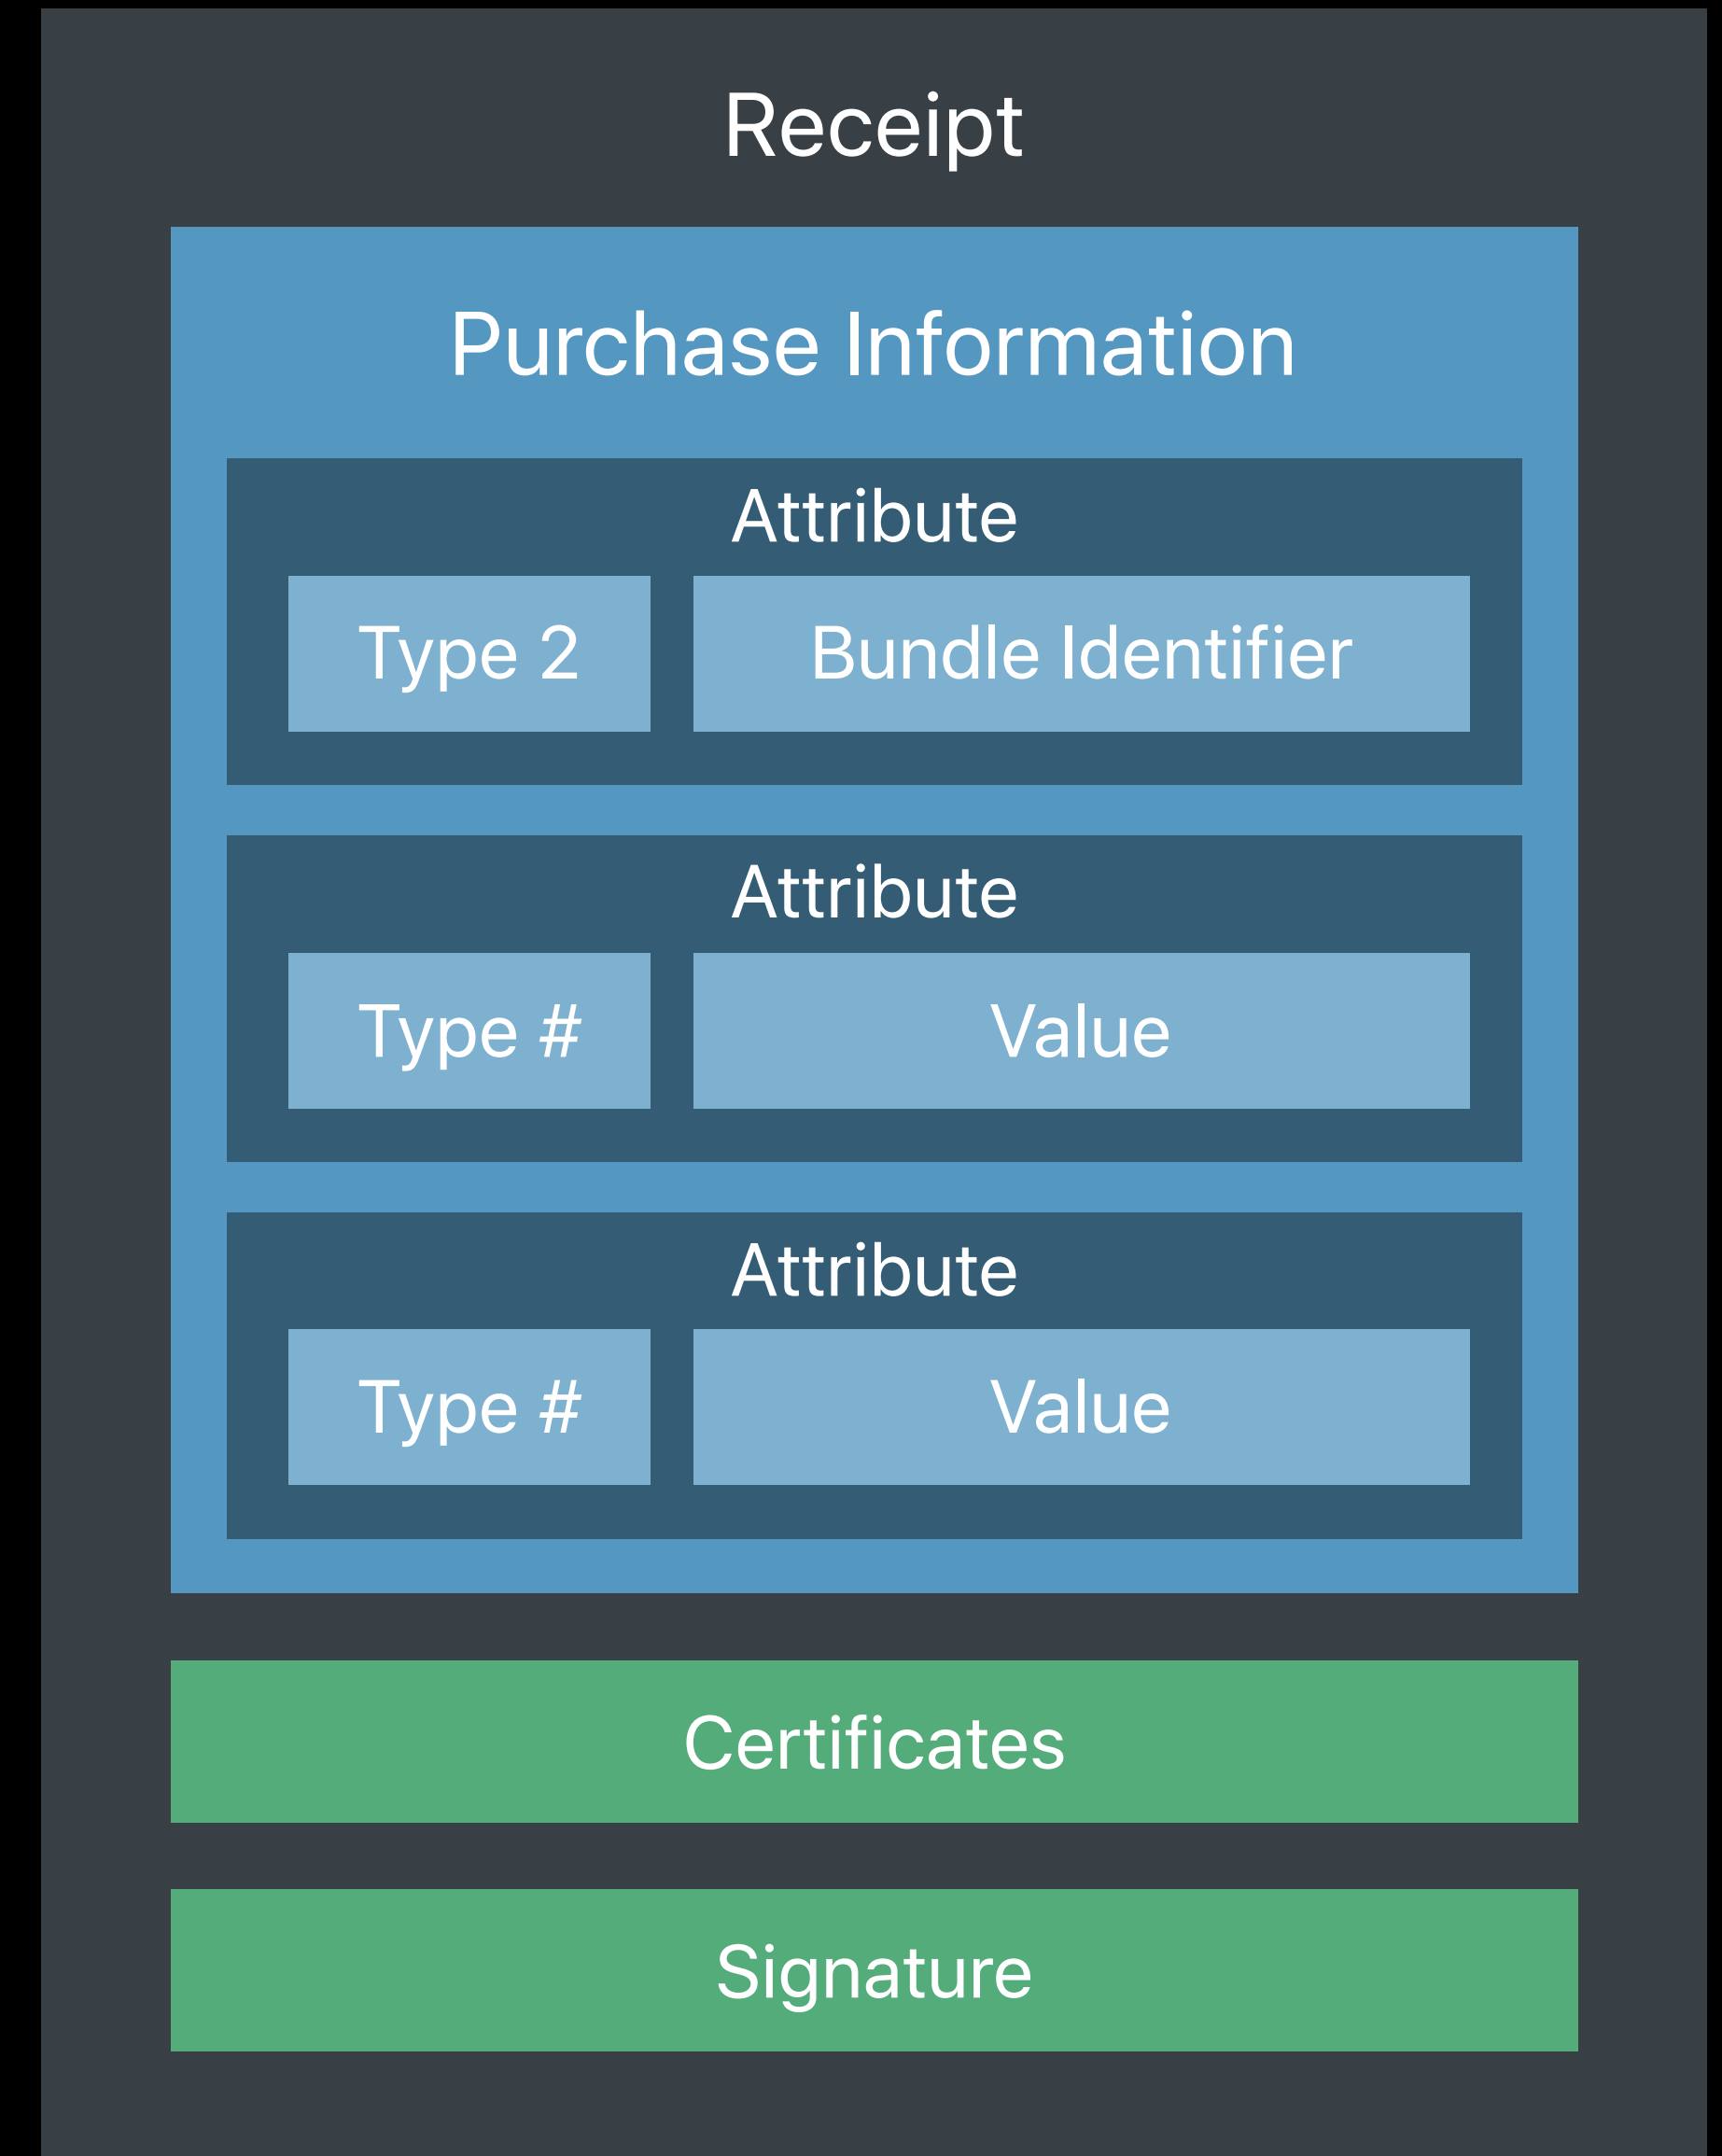 Receipt
Purchase Information
Attribute
Type 2 Bundle Identifier
Attribute
Type # Value
Attribute
Type # Value
Certificates
Signature